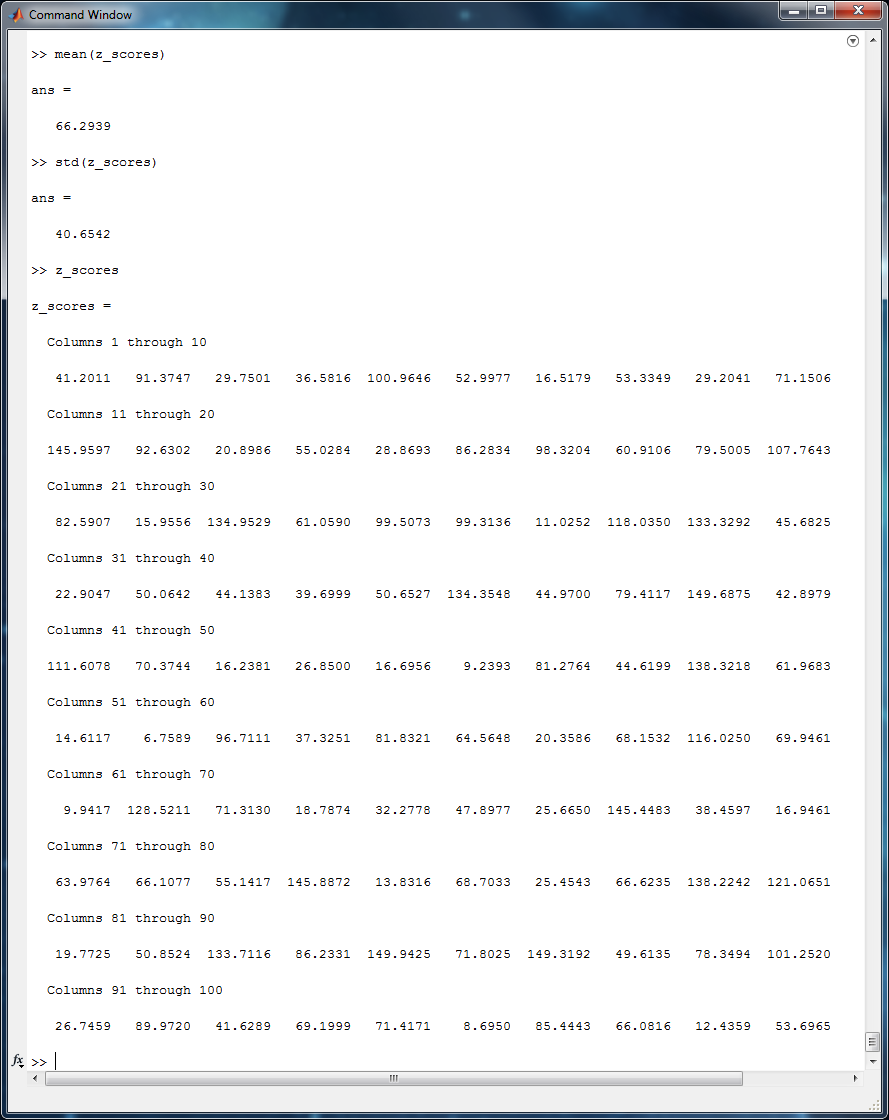 Command Window
>> mean(z_scores)
ans =
66.2939
>> std(z_scores)
ans =
40.6542
>> z_scores
z_scores =
Columns 1 through 10
41.2011 91.3747 29.7501 36.5816 100.9646 52.9977 16.5179 53.3349 29.2041 71.1506
Columns 11 through 20
145.9597 92.6302 20.8986 55.0284 28.8693 86.2834 98.3204 60.9106 79.5005 107.7643
Columns 21 through 30
82.5907 15.9556 134.9529 61.0590 99.5073 99.3136 11.0252 118.0350 133.3292 45.6825
Columns 31 through 40
22.9047 50.0642 44.1383 39.6999 50.6527 134.3548 44.9700 79.4117 149.6875 42.8979
Columns 41 through 50
111.6078 70.3744 16.2381 26.8500 16.6956 9.2393 81.2764 44.6199 138.3218 61.9683
Columns 51 through 60
14.6117 6.7589 96.7111 37.3251 81.8321 64.5648 20.3586 68.1532 116.0250 69.9461
Columns 61 through 70
9.9417 128.5211 71.3130 18.7874 32.2778 47.8977 25.6650 145.4483 38.4597 16.9461
Columns 71 through 80
63.9764 66.1077 55.1417 145.8872 13.8316 68.7033 25.4543 66.6235 138.2242 121.0651
Columns 81 through 90
19.7725 50.8524 133.7116 86.2331 149.9425 71.8025 149.3192 49.6135 78.3494 101.2520
Columns 91 through 100
26.7459 89.9720 41.6289 69.1999 71.4171 8.6950 85.4443 66.0816 12.4359 53.6965
fx >>